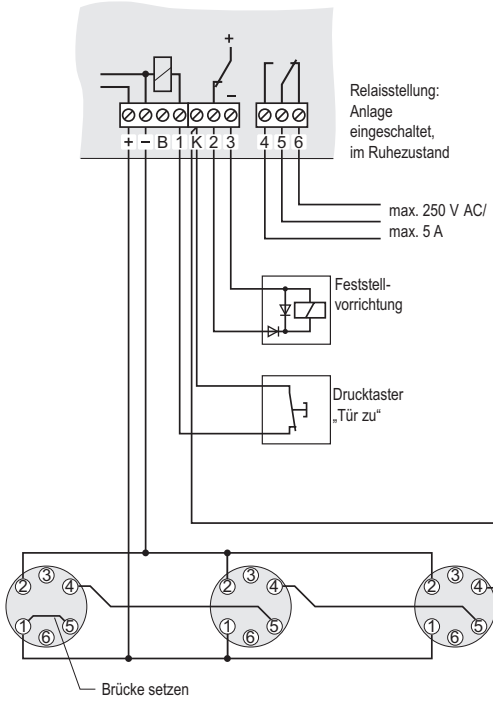 +
−
+ − B 1 K 2 3 4 5 6
Relaisstellung:
Anlage
eingeschaltet,
im Ruhezustand
max. 250 V AC/
max. 5 A
Feststell-
vorrichtung
Drucktaster
„Tür zu“
2 3 4 1 6 5
2 3 4 1 6 5
2 3 4 1 6 5
Brücke setzen